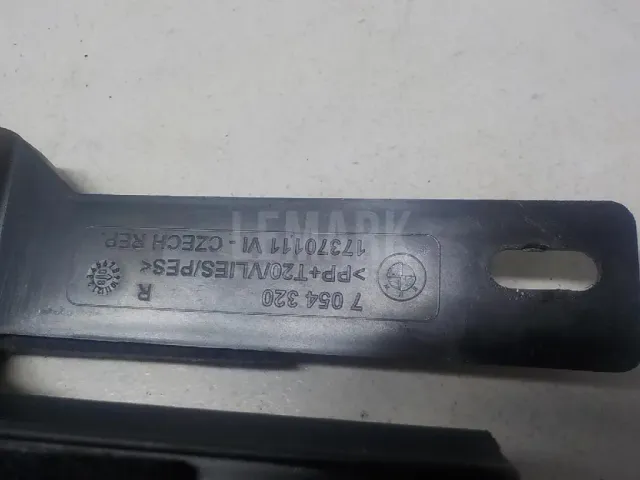 7 054 320 R
>PP+T20/VLIES/PES<
17370111 VI - CZECH REP.
LEMARK